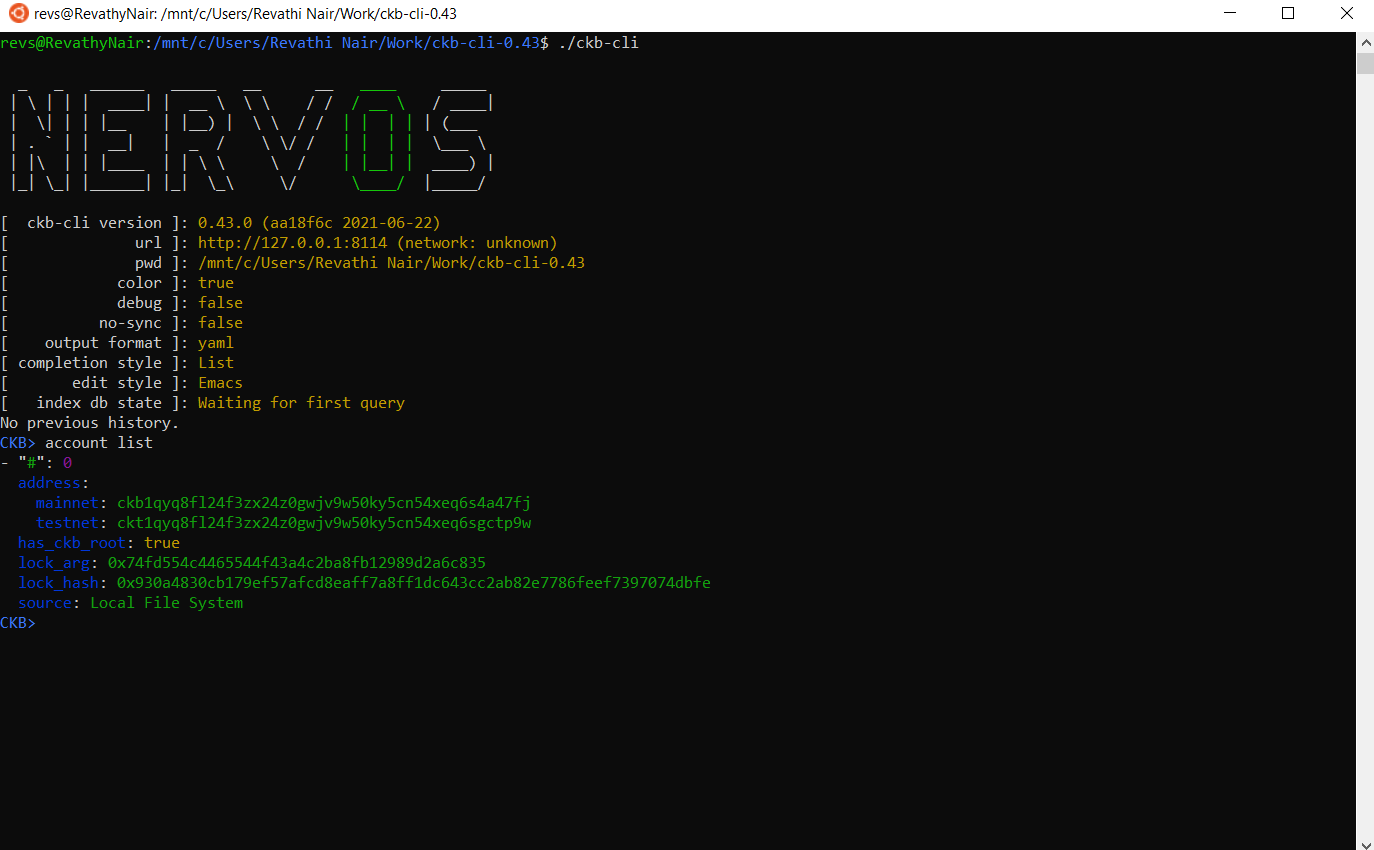 revs@RevathyNair: /mnt/c/Users/Revathi Nair/Work/ckb-cli-0.43
revs@RevathyNair:/mnt/c/Users/Revathi Nair/Work/ckb-cli-0.43$ ./ckb-cli
NERVOS
[  ckb-cli version ]: 0.43.0 (aa18f6c 2021-06-22)
[              url ]: http://127.0.0.1:8114 (network: unknown)
[              pwd ]: /mnt/c/Users/Revathi Nair/Work/ckb-cli-0.43
[            color ]: true
[            debug ]: false
[          no-sync ]: false
[    output format ]: yaml
[ completion style ]: List
[       edit style ]: Emacs
[   index db state ]: Waiting for first query
No previous history.
CKB> account list
- "#": 0
  address:
    mainnet: ckb1qyq8fl24f3zx24z0gwjv9w50ky5cn54xeq6s4a47fj
    testnet: ckt1qyq8fl24f3zx24z0gwjv9w50ky5cn54xeq6sgctp9w
  has_ckb_root: true
  lock_arg: 0x74fd554c4465544f43a4c2ba8fb12989d2a6c835
  lock_hash: 0x930a4830cb179ef57afcd8eaff7a8ff1dc643cc2ab82e7786feef7397074dbfe
  source: Local File System
CKB>